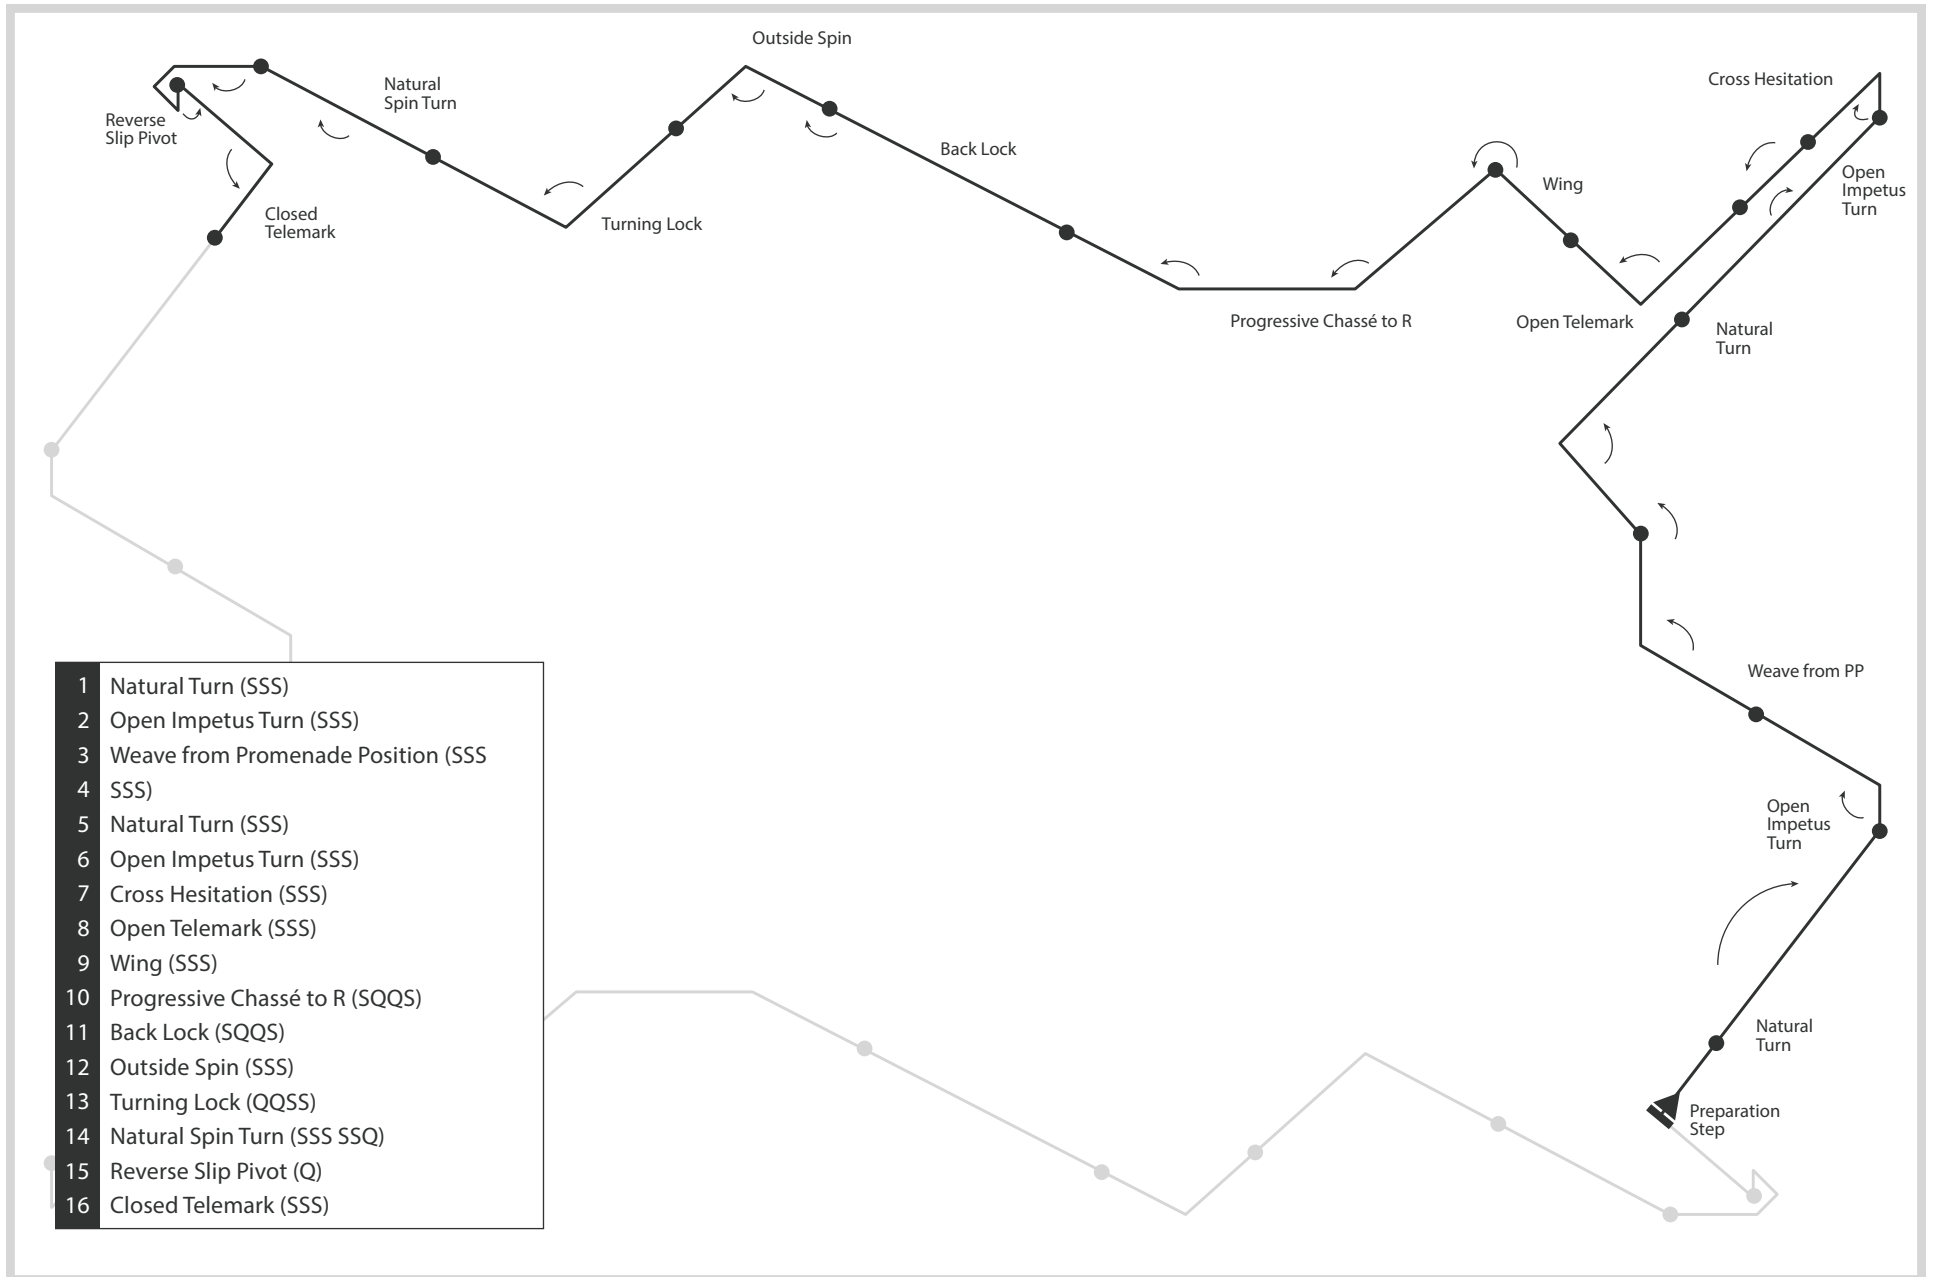 Outside Spin
Cross Hesitation
Natural
Spin Turn
Reverse
Slip Pivot
Back Lock
Wing
Open
Impetus
Turn
Closed
Telemark
Turning Lock
Progressive Chassé to R
Open Telemark
Natural
Turn
Weave from PP
Open
Impetus
Turn
Natural
Turn
Preparation
Step
1 Natural Turn (SSS)
2 Open Impetus Turn (SSS)
3 Weave from Promenade Position (SSS
4 SSS)
5 Natural Turn (SSS)
6 Open Impetus Turn (SSS)
7 Cross Hesitation (SSS)
8 Open Telemark (SSS)
9 Wing (SSS)
10 Progressive Chassé to R (SQQS)
11 Back Lock (SQQS)
12 Outside Spin (SSS)
13 Turning Lock (QQSS)
14 Natural Spin Turn (SSS SSQ)
15 Reverse Slip Pivot (Q)
16 Closed Telemark (SSS)